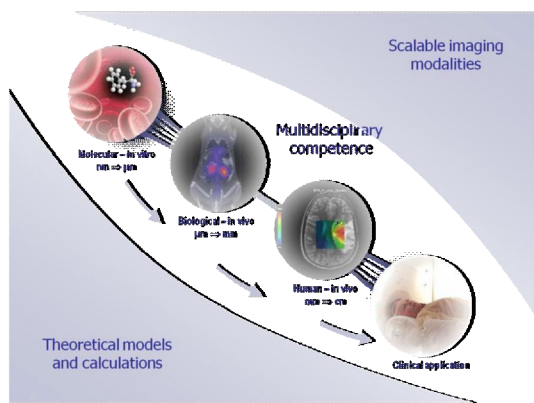 Scalable imaging
modalities
Multidisciplinary
competence
Molecular – in vitro
nm ⇒ μm
Biological – in vivo
μm ⇒ mm
Human – in vivo
mm ⇒ cm
Clinical application
Theoretical models
and calculations